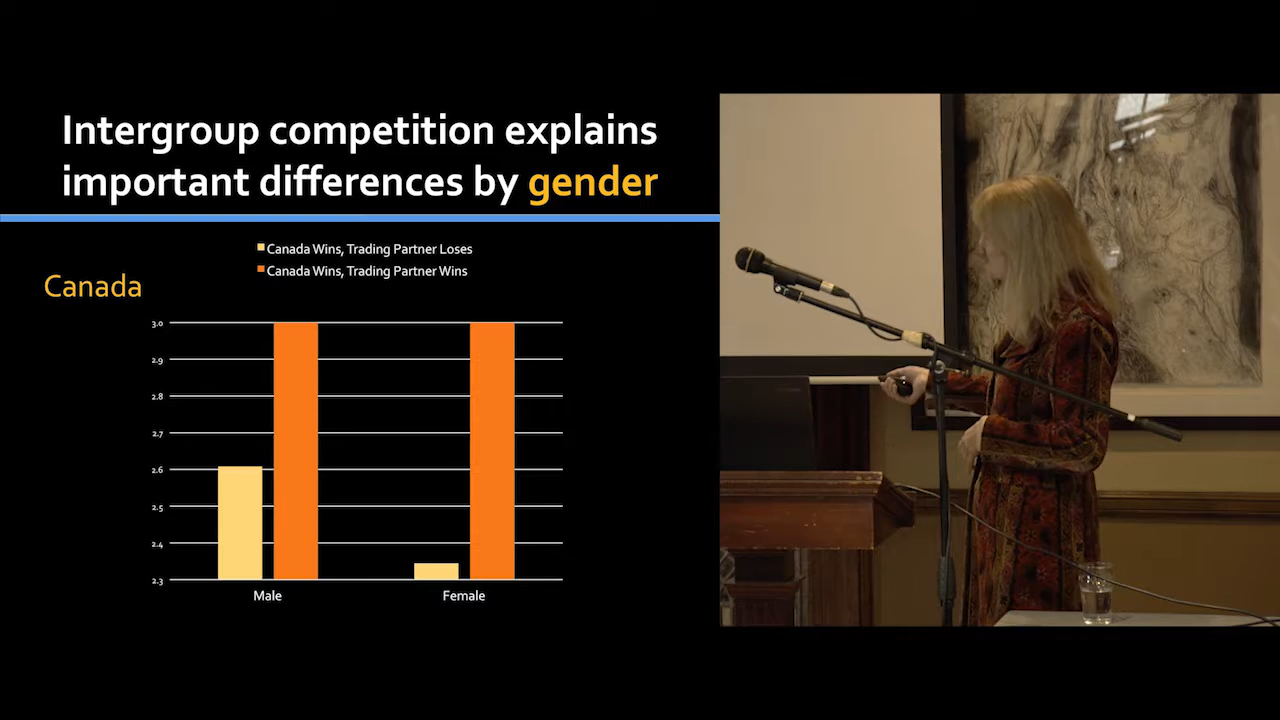 Intergroup competition explains
important differences by gender
Canada Wins, Trading Partner Loses
Canada Wins, Trading Partner Wins
Canada
3.0
2.9
2.8
2.7
2.6
2.5
2.4
2.3
Male
Female